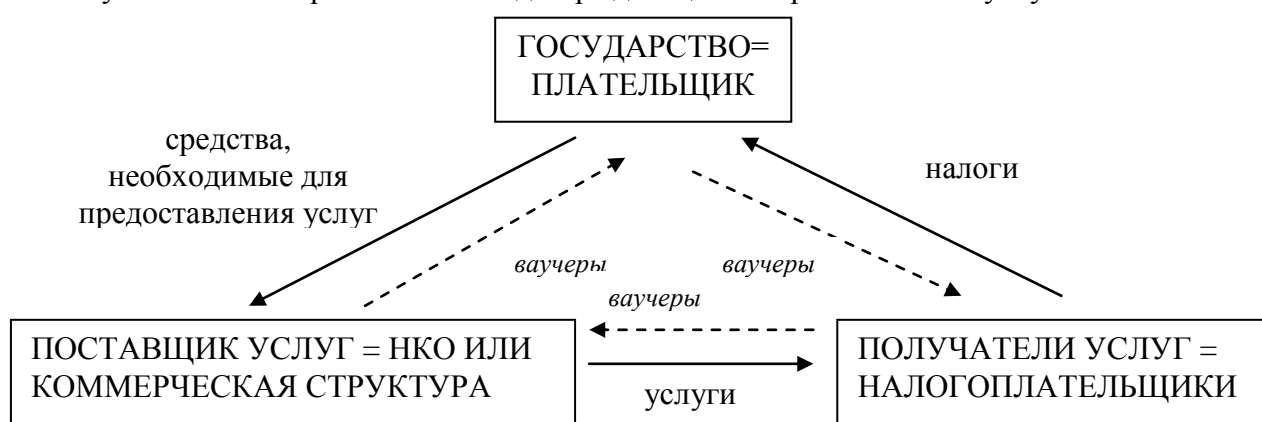 ГОСУДАРСТВО=
ПЛАТЕЛЬЩИК
средства,
необходимые для
предоставления услуг
налоги
ваучеры
ваучеры
ваучеры
ПОСТАВЩИК УСЛУГ = НКО ИЛИ
КОММЕРЧЕСКАЯ СТРУКТУРА
услуги
ПОЛУЧАТЕЛИ УСЛУГ =
НАЛОГОПЛАТЕЛЬЩИКИ